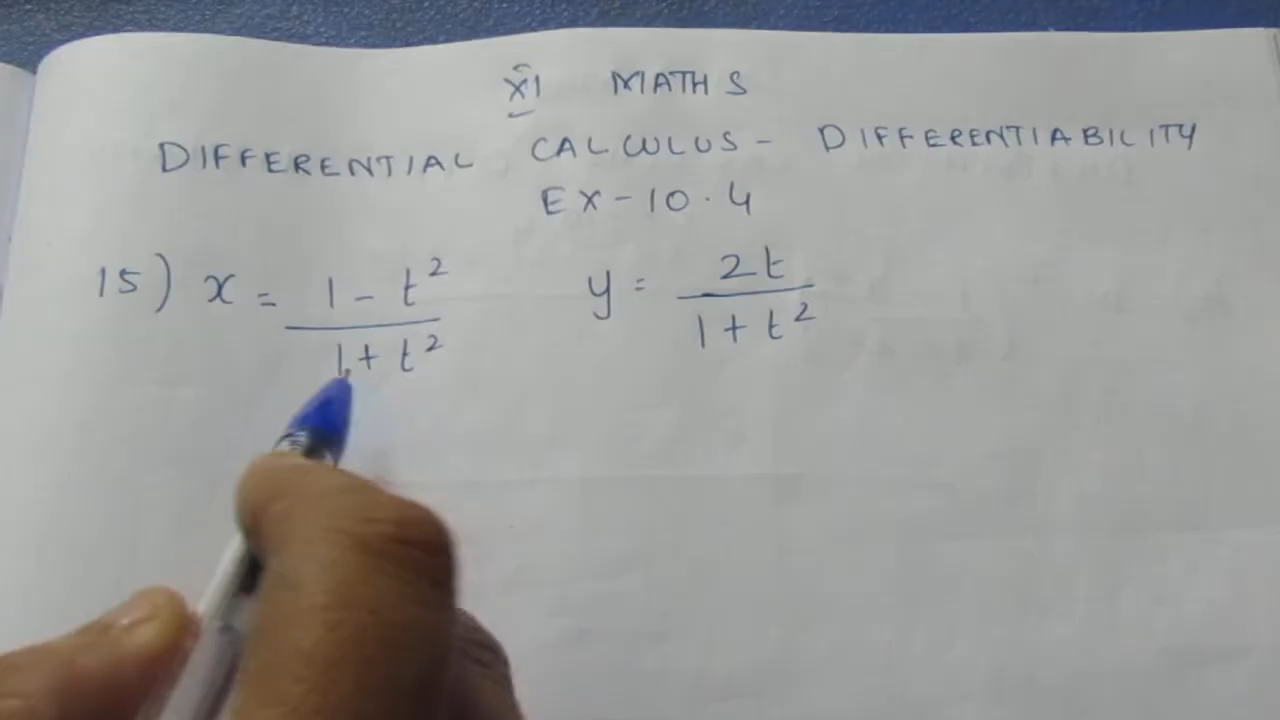 XI MATHS
DIFFERENTIAL CALCULUS - DIFFERENTIABILITY
EX-10.4
15) x = 1 - t² / 1 + t² y = 2t / 1 + t²